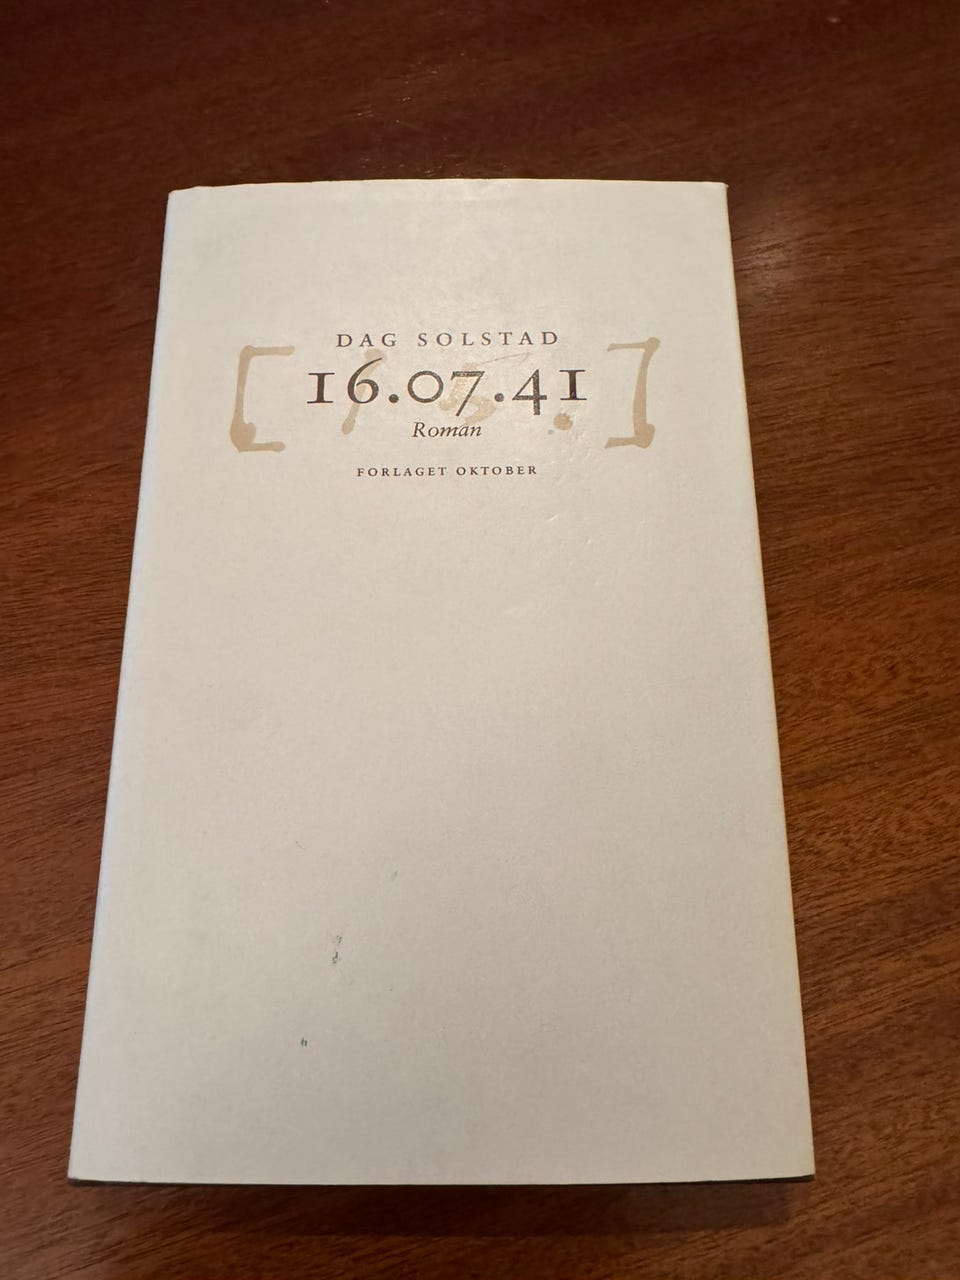 DAG SOLSTAD
16.07.41
Roman
FORLAGET OKTOBER